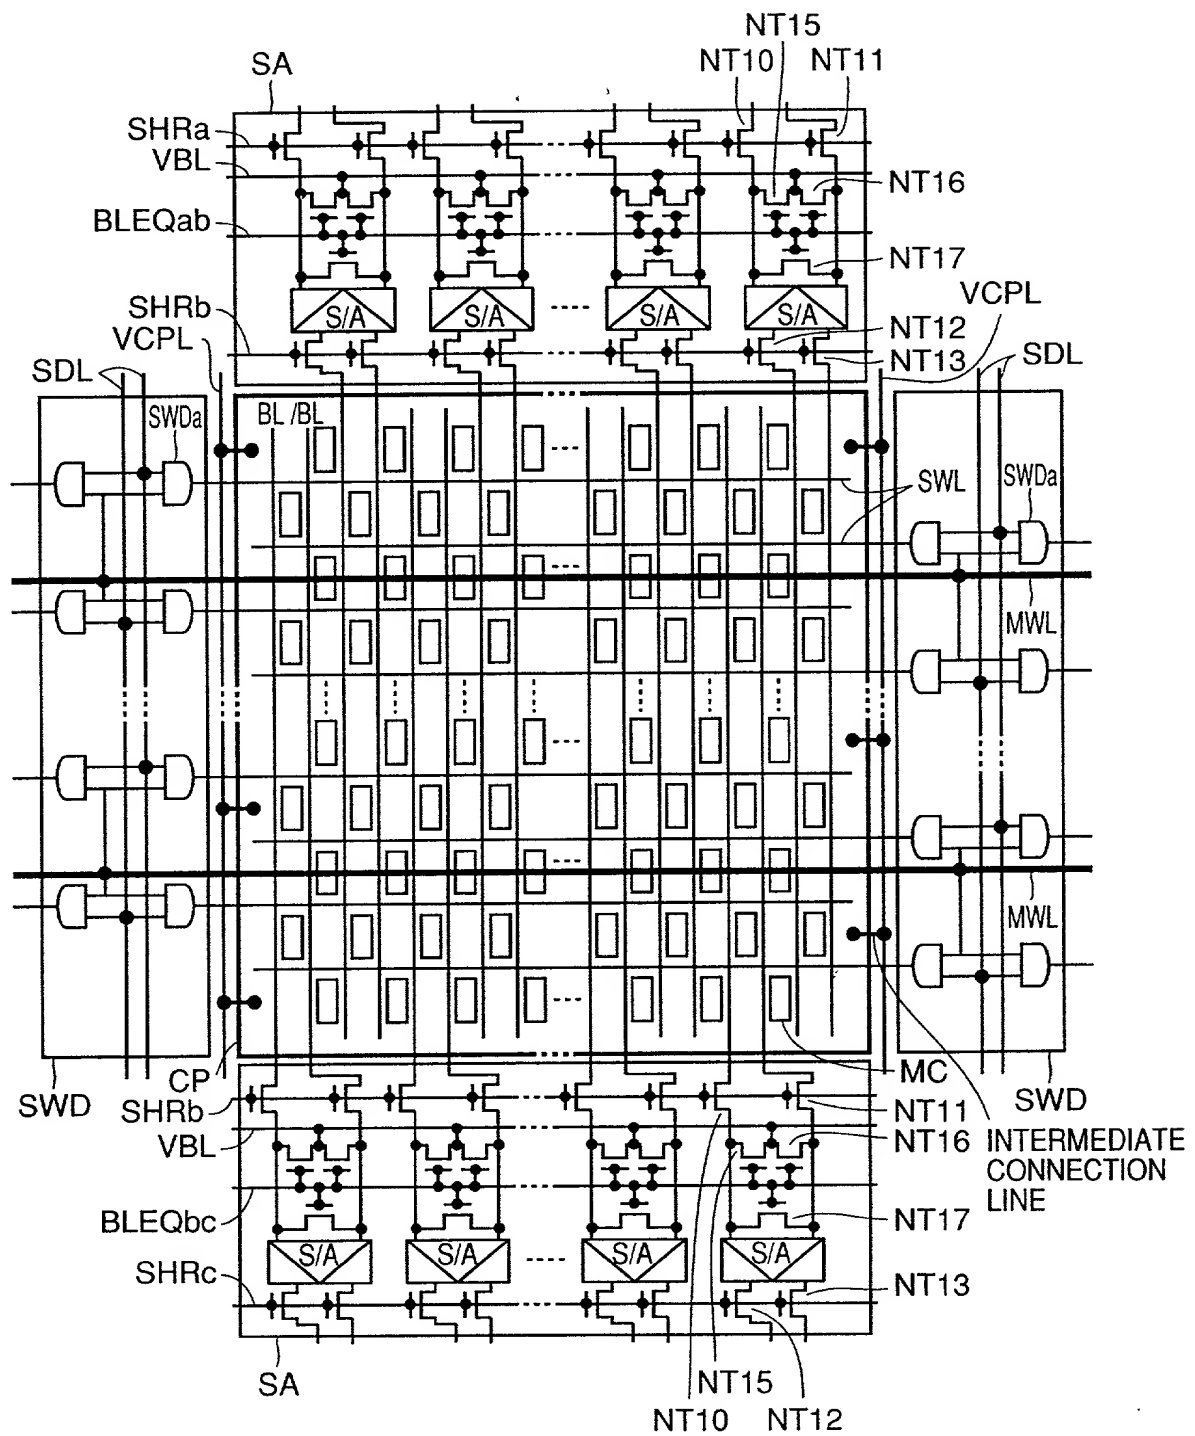 NT15
SA
NT10
NT11
SHRa
VBL
NT16
BLEQab
NT17
SHRb
VCPL
S/A
S/A
S/A
S/A
VCPL
NT12
NT13
SDL
SDL
BL /BL
SWDa
SWL
SWDa
MWL
MWL
CP
MC
SWD
SHRb
NT11
SWD
VBL
NT16
INTERMEDIATE
CONNECTION
LINE
BLEQbc
NT17
S/A
S/A
S/A
S/A
SHRc
NT13
SA
NT15
NT10
NT12